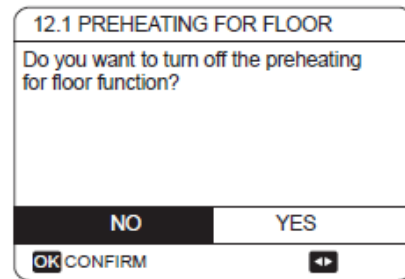 12.1 PREHEATING FOR FLOOR
Do you want to turn off the preheating
for floor function?
NO YES
OK CONFIRM